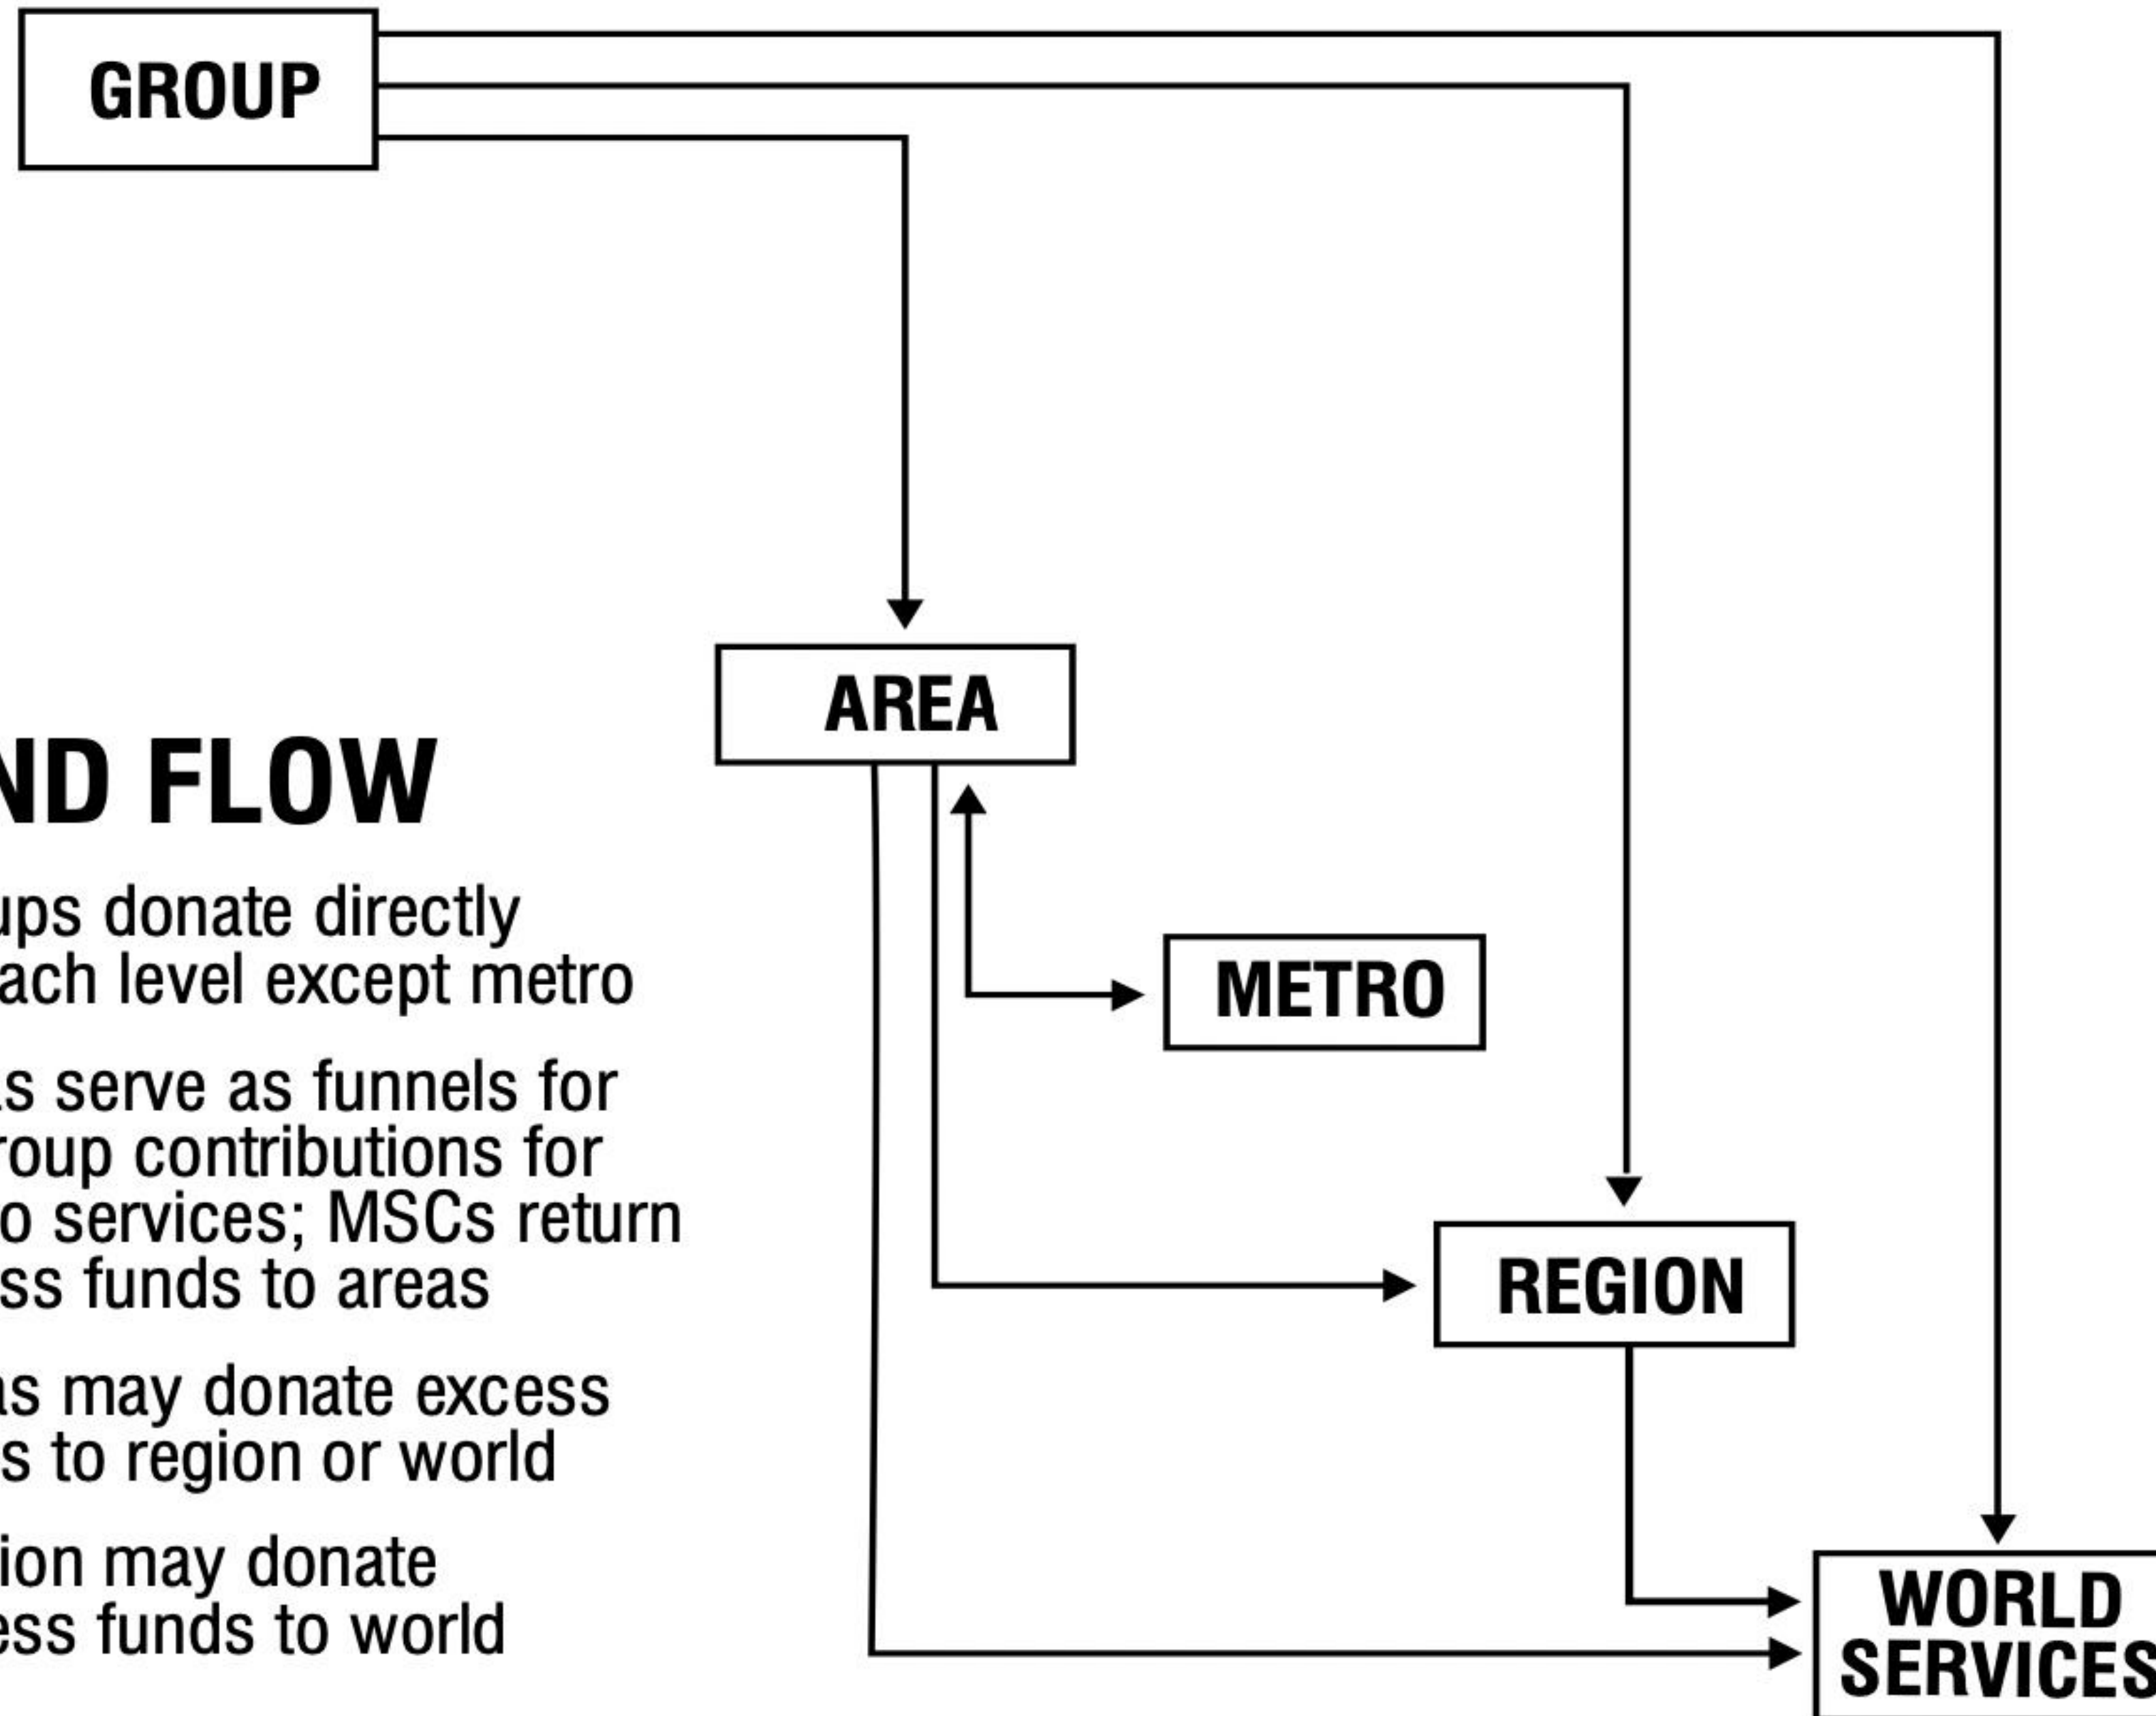 GROUP
AREA
ND FLOW
ups donate directly
ach level except metro
METRO
as serve as funnels for
roup contributions for
o services; MSCs return
ss funds to areas
REGION
as may donate excess
s to region or world
ion may donate
ess funds to world
WORLD
SERVICES